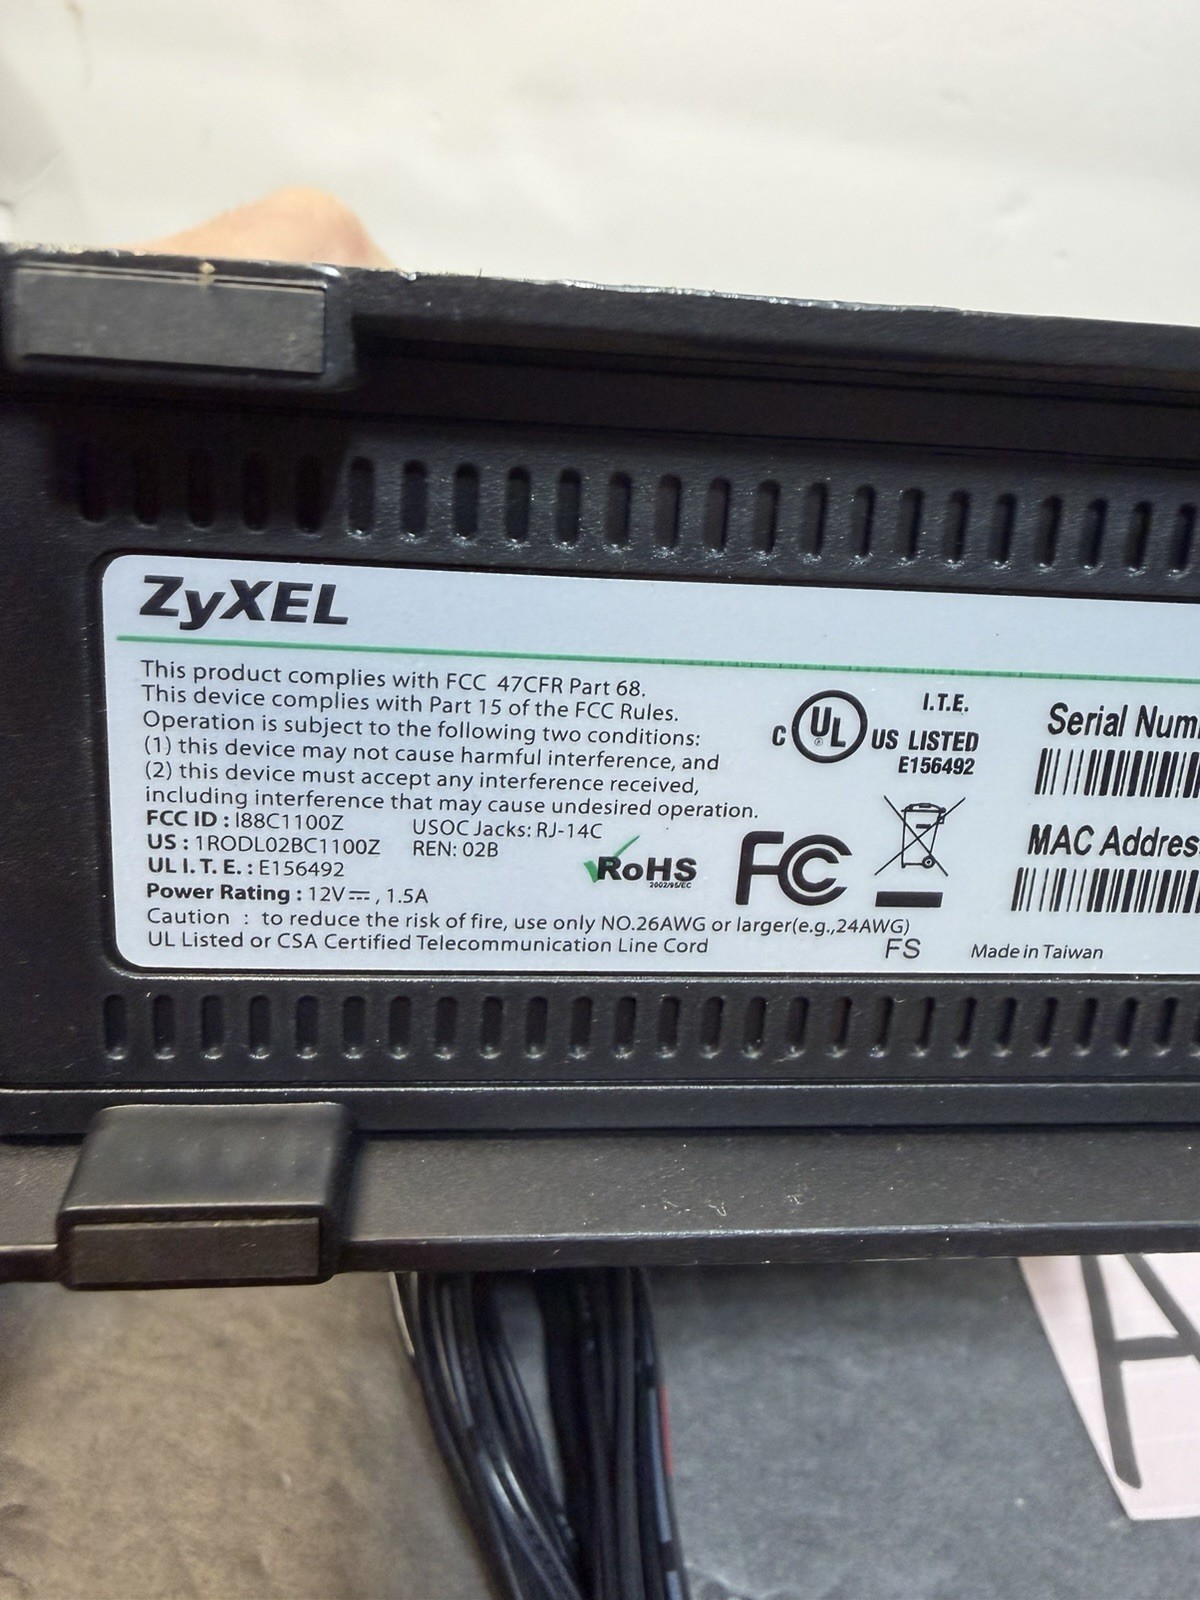 ZyXEL
This product complies with FCC 47CFR Part 68.
This device complies with Part 15 of the FCC Rules.
Operation is subject to the following two conditions:
(1) this device may not cause harmful interference, and
(2) this device must accept any interference received,
including interference that may cause undesired operation.
FCC ID : I88C1100Z
US : 1RODL02BC1100Z
UL I. T. E. : E156492
USOC Jacks: RJ-14C
REN: 02B
Power Rating : 12V⎓, 1.5A
Caution : to reduce the risk of fire, use only NO.26AWG or larger(e.g.,24AWG)
UL Listed or CSA Certified Telecommunication Line Cord
RoHS
2002/95/EC
FC
FS
C UL ® US LISTED
I.T.E.
E156492
Serial Num
MAC Addres
Made in Taiwan
A